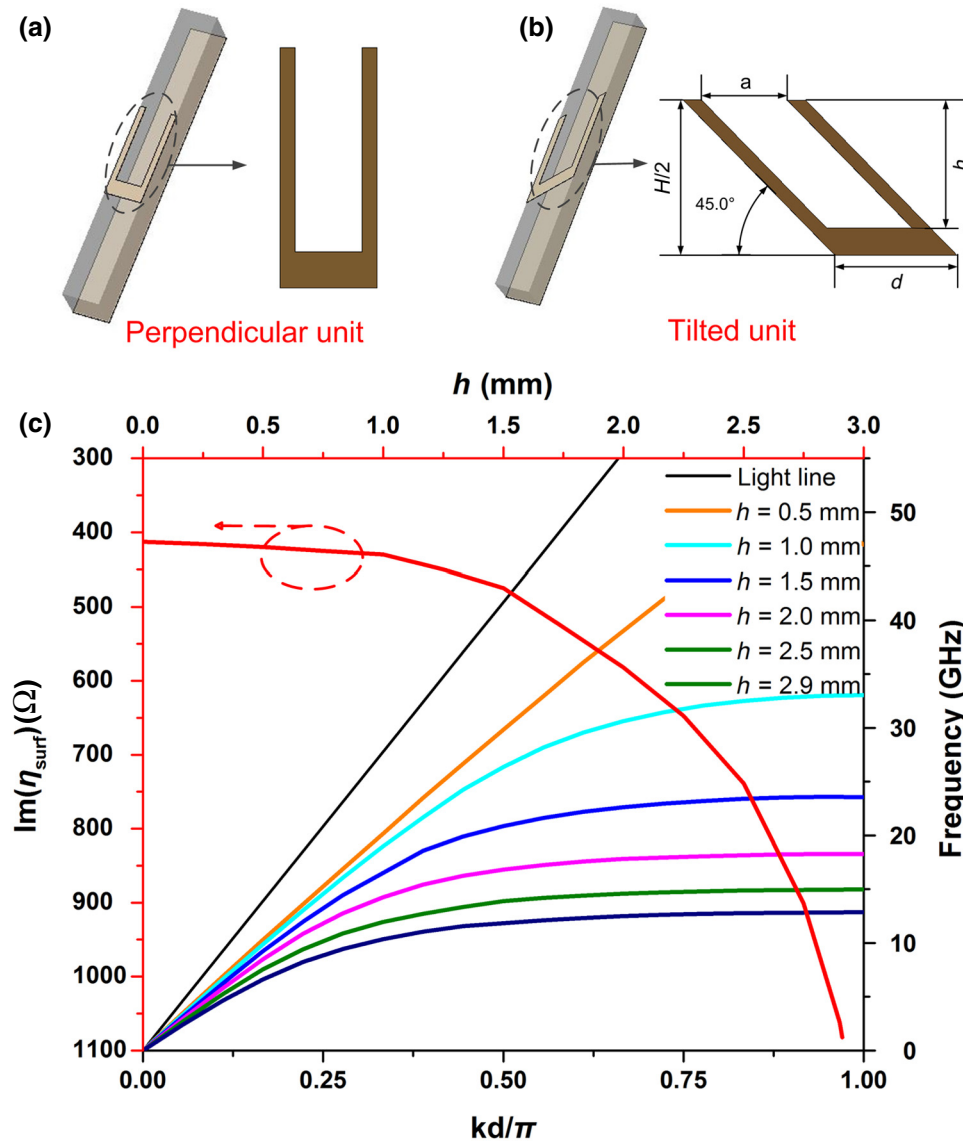 (a)
(b)
a
H/2
h
45.0°
d
Perpendicular unit
Tilted unit
h (mm)
(c)
0.0 0.5 1.0 1.5 2.0 2.5 3.0
300
400
500
600
700
800
900
1000
1100
Im(η_surf)(Ω)
Light line
h = 0.5 mm
h = 1.0 mm
h = 1.5 mm
h = 2.0 mm
h = 2.5 mm
h = 2.9 mm
50
40
30
20
10
0
Frequency (GHz)
0.00 0.25 0.50 0.75 1.00
kd/π